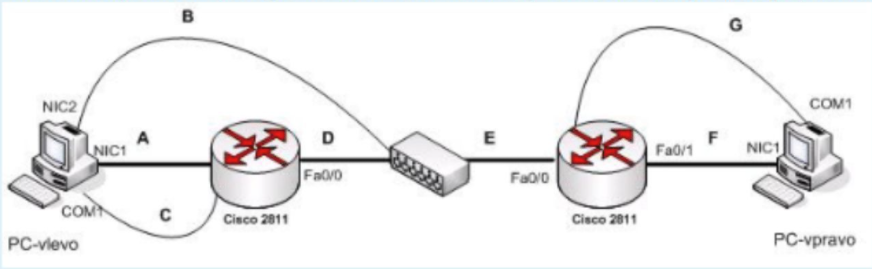 B
G
NIC2
COM1
A
D
E
F
NIC1
NIC1
Fa0/1
Fa0/0
Fa0/0
COM1
C
Cisco 2811
Cisco 2811
PC-vlevo
PC-vpravo